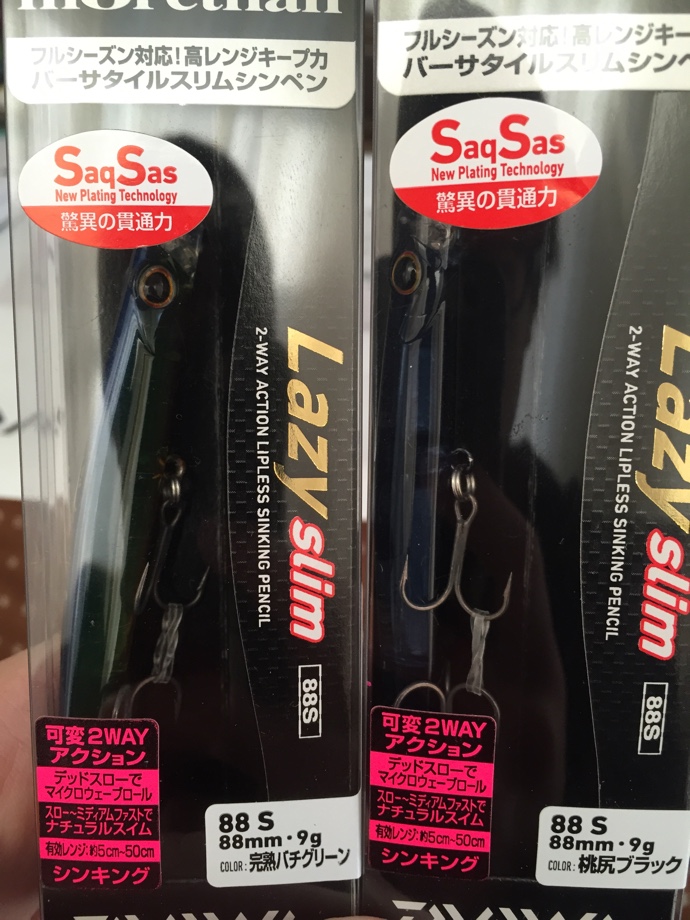 morethan
フルシーズン対応!高レンジキープ力
バーサタイルスリムシンペン
SaqSas
New Plating Technology
驚異の貫通力
Lazy slim
2-WAY ACTION LIPLESS SINKING PENCIL
88S
可変2WAY
アクション
デッドスローで
マイクロウェーブロール
スロー〜ミディアムファストで
ナチュラルスイム
有効レンジ:約5cm~50cm
シンキング
88 S
88mm・9g
COLOR: 完熟バチグリーン
フルシーズン対応!高レンジキー
バーサタイルスリムシンペ
SaqSas
New Plating Technology
驚異の貫通力
Lazy slim
2-WAY ACTION LIPLESS SINKING PENCIL
88S
可変2WAY
アクション
デッドスローで
マイクロウェーブロール
スロー〜ミディアムファストで
ナチュラルスイム
有効レンジ:約5cm~50cm
シンキング
88 S
88mm・9g
COLOR: 桃尻ブラック